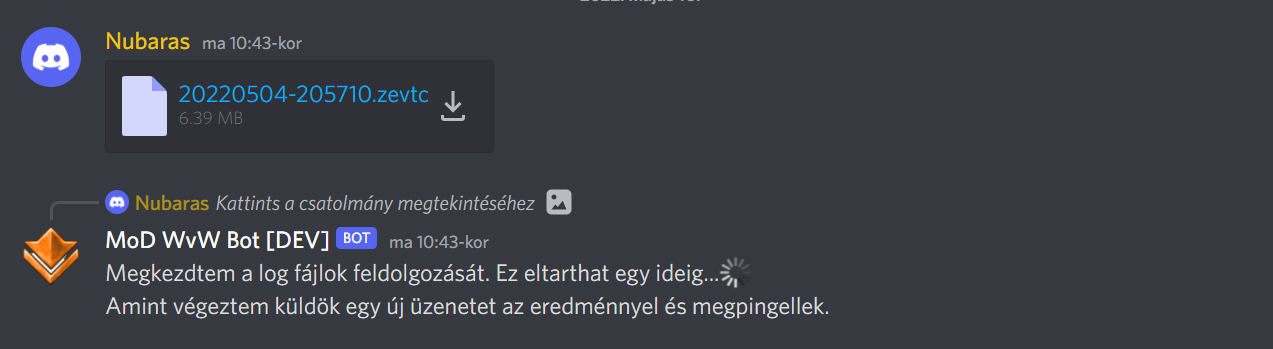 Nubaras ma 10:43-kor
20220504-205710.zevtc
6.39 MB
Nubaras Kattints a csatolmány megtekintéséhez
MoD WvW Bot [DEV] BOT ma 10:43-kor
Megkezdtem a log fájlok feldolgozását. Ez eltarthat egy ideig...
Amint végeztem küldök egy új üzenetet az eredménnyel és megpingellek.